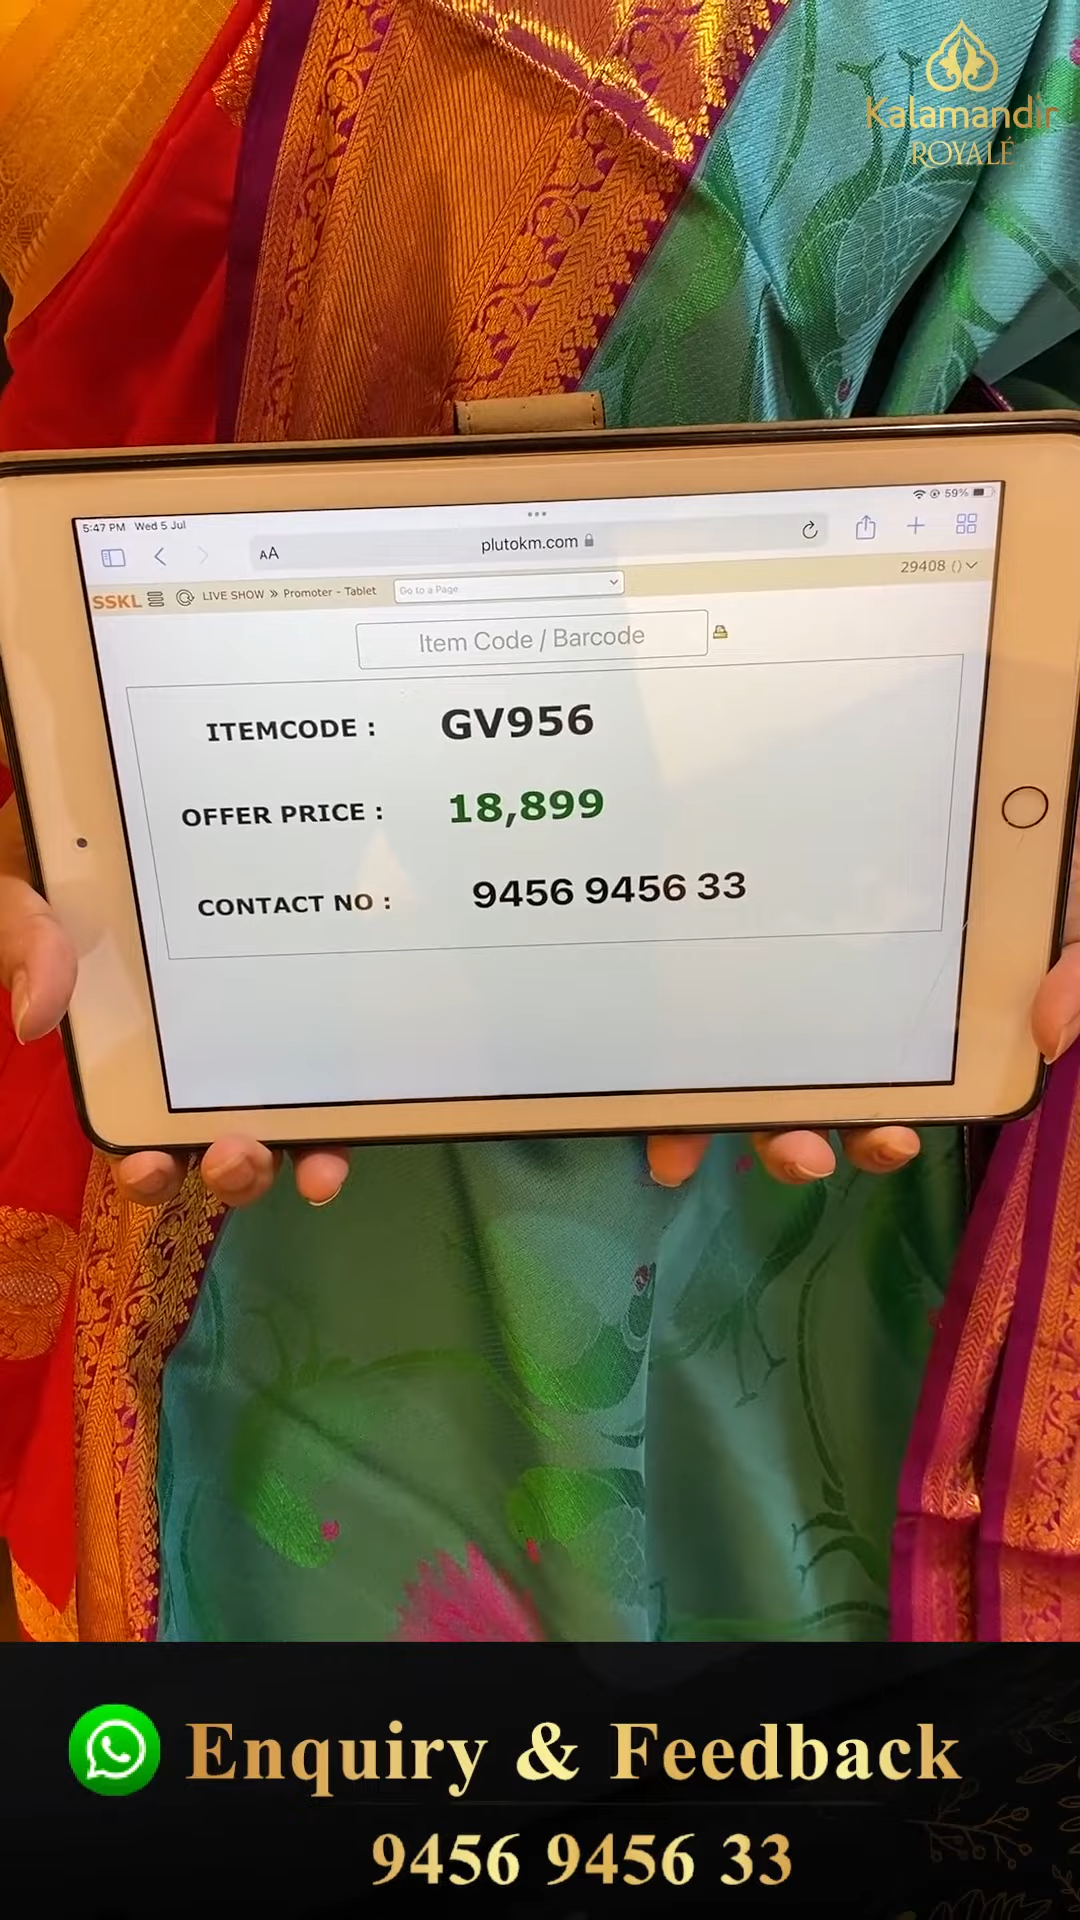 Kalamandir
ROYALÉ
5:47 PM Wed 5 Jul
59%
AA
plutokm.com
SSKL
LIVE SHOW » Promoter - Tablet
Go to a Page
29408 ()
Item Code / Barcode
ITEMCODE : GV956
OFFER PRICE : 18,899
CONTACT NO : 9456 9456 33
Enquiry & Feedback
9456 9456 33